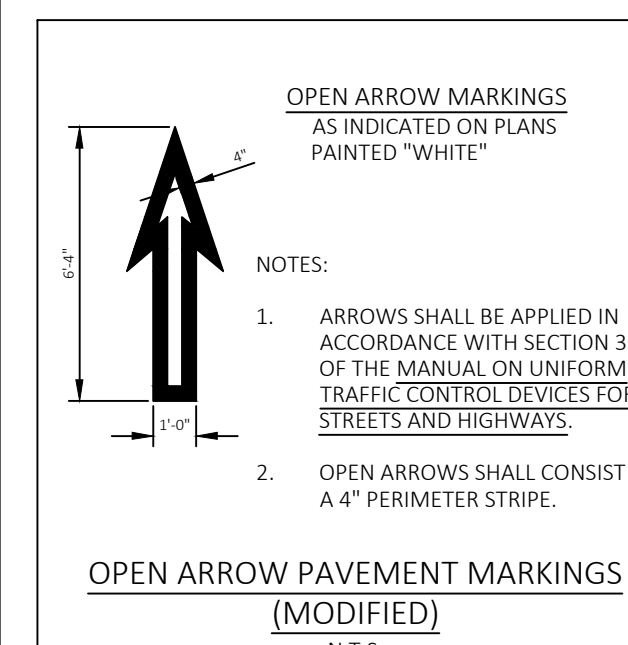 OPEN ARROW MARKINGS
AS INDICATED ON PLANS
PAINTED "WHITE"
4"
6'-4"
1'-0"
NOTES:
1. ARROWS SHALL BE APPLIED IN
ACCORDANCE WITH SECTION 3
OF THE MANUAL ON UNIFORM
TRAFFIC CONTROL DEVICES FOR
STREETS AND HIGHWAYS.
2. OPEN ARROWS SHALL CONSIST
A 4" PERIMETER STRIPE.
OPEN ARROW PAVEMENT MARKINGS
(MODIFIED)